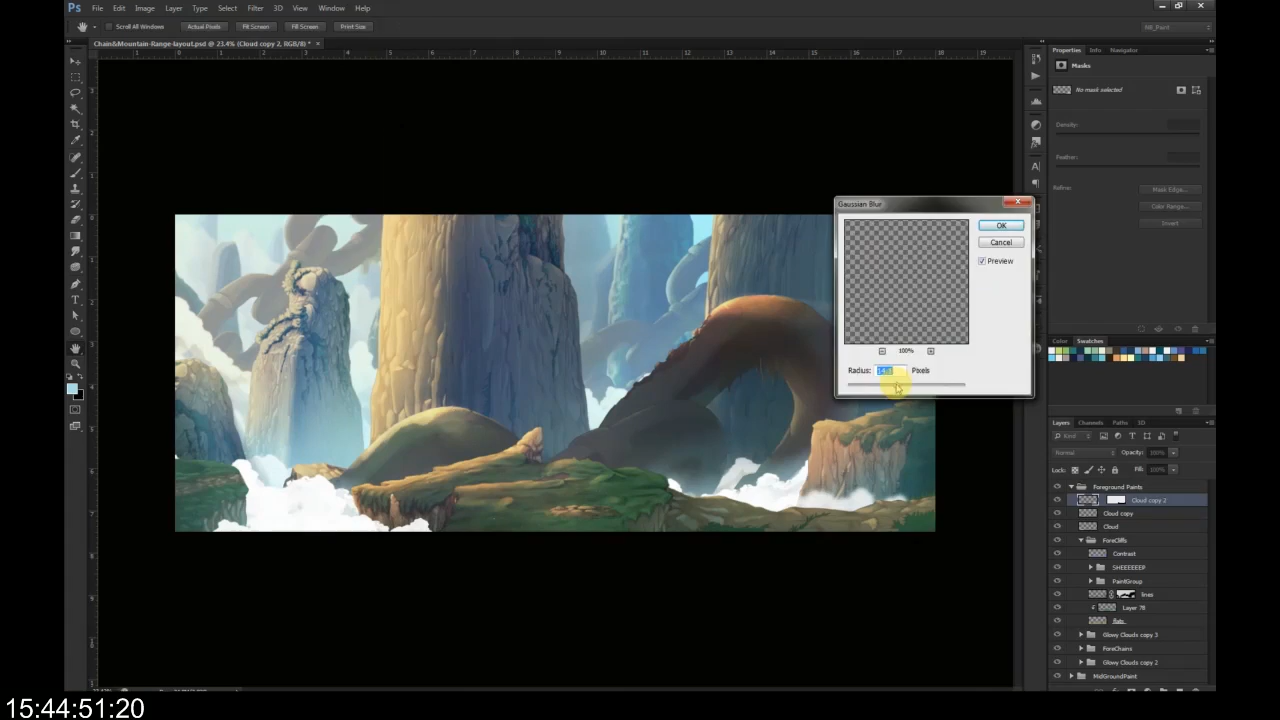 Ps File Edit Image Layer Type Select Filter 3D View Window Help
Scroll All Windows Actual Pixels Fit Screen Fill Screen Print Size
Chain&Mountain-Range-layout.psd @ 23.4% (Cloud copy 2, RGB/8) *
Properties Info Navigator
Masks
No mask selected
Density:
Feather:
Refine:
Mask Edge...
Color Range...
Invert
Gaussian Blur
OK
Cancel
Preview
100%
Radius: Pixels
Color Swatches
Layers Channels Paths 3D
Kind
Normal Opacity: 100%
Lock: Fill: 100%
Foreground Paints
Cloud copy 2
Cloud copy
Cloud
ForeCliffs
Contrast
SHEEEEEEP
PaintGroup
lines
Layer 78
flats
Glowy Clouds copy 3
ForeChains
Glowy Clouds copy 2
MidGroundPaint
15:44:51:20